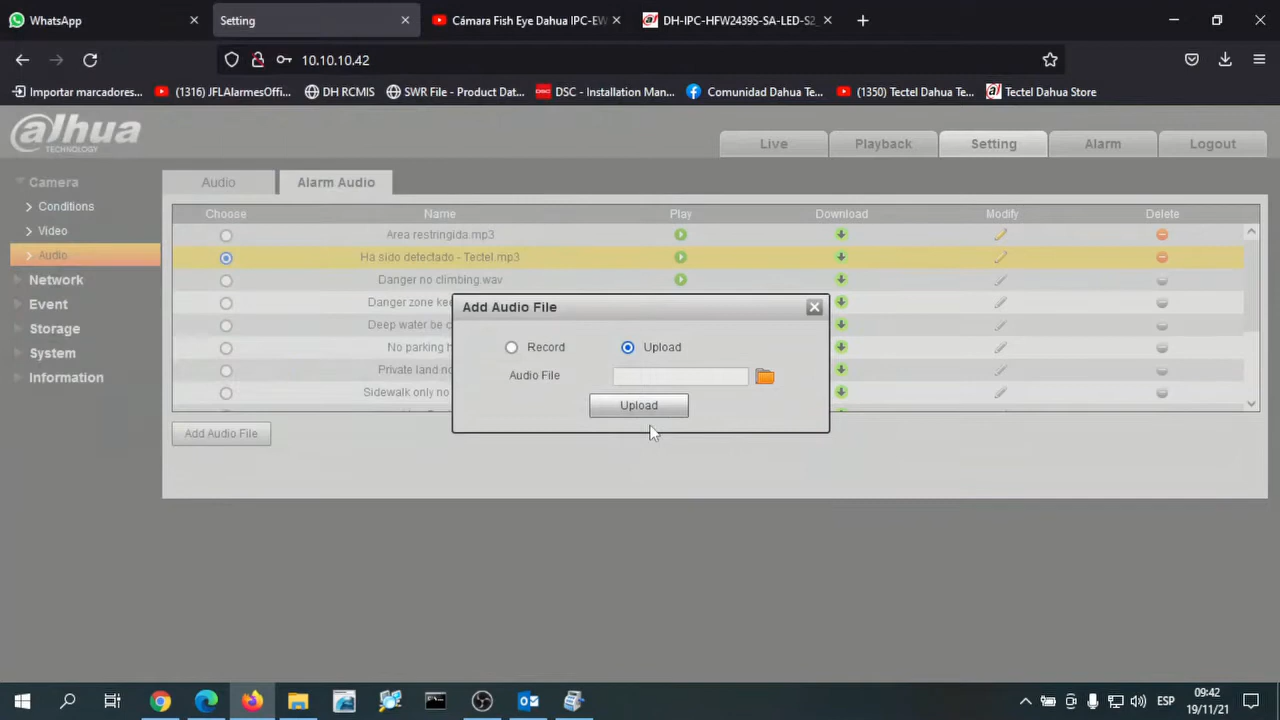 WhatsApp
Setting
Cámara Fish Eye Dahua IPC-EW
DH-IPC-HFW2439S-SA-LED-S2_
10.10.10.42
Importar marcadores...
(1316) JFLAlarmesOffi...
DH RCMIS
SWR File - Product Dat...
DSC - Installation Man...
Comunidad Dahua Te...
(1350) Tectel Dahua Te...
Tectel Dahua Store
alhua
TECHNOLOGY
Live
Playback
Setting
Alarm
Logout
Camera
Conditions
Video
Audio
Network
Event
Storage
System
Information
Audio
Alarm Audio
Choose
Name
Play
Download
Modify
Delete
Area restringida.mp3
Ha sido detectado - Tectel.mp3
Danger no climbing.wav
Danger zone ke
Deep water be c
No parking h
Private land no
Sidewalk only no
Add Audio File
Add Audio File
Record
Upload
Audio File
Upload
ESP
09:42
19/11/21